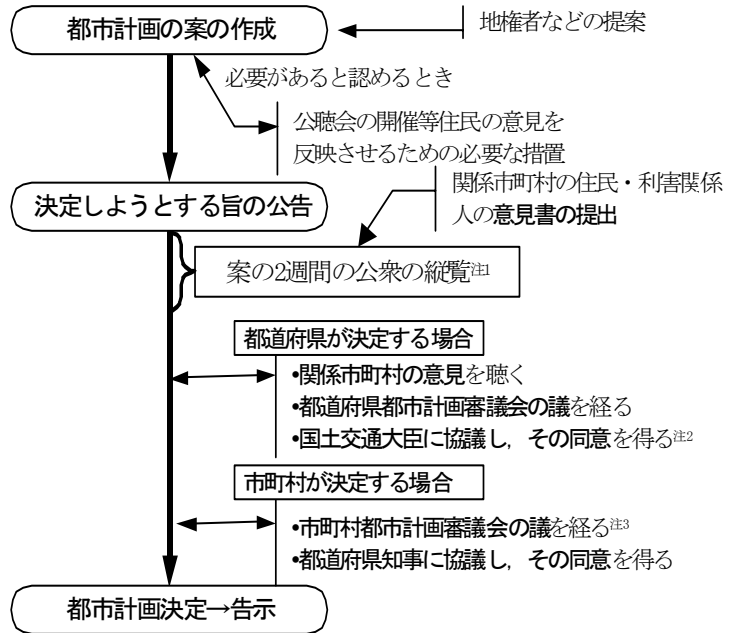 都市計画の案の作成
地権者などの提案
必要があると認めるとき
公聴会の開催等住民の意見を
反映させるための必要な措置
関係市町村の住民・利害関係
人の意見書の提出
決定しようとする旨の公告
案の2週間の公衆の縦覧注1
都道府県が決定する場合
•関係市町村の意見を聴く
•都道府県都市計画審議会の議を経る
•国土交通大臣に協議し，その同意を得る注2
市町村が決定する場合
•市町村都市計画審議会の議を経る注3
•都道府県知事に協議し，その同意を得る
都市計画決定→告示